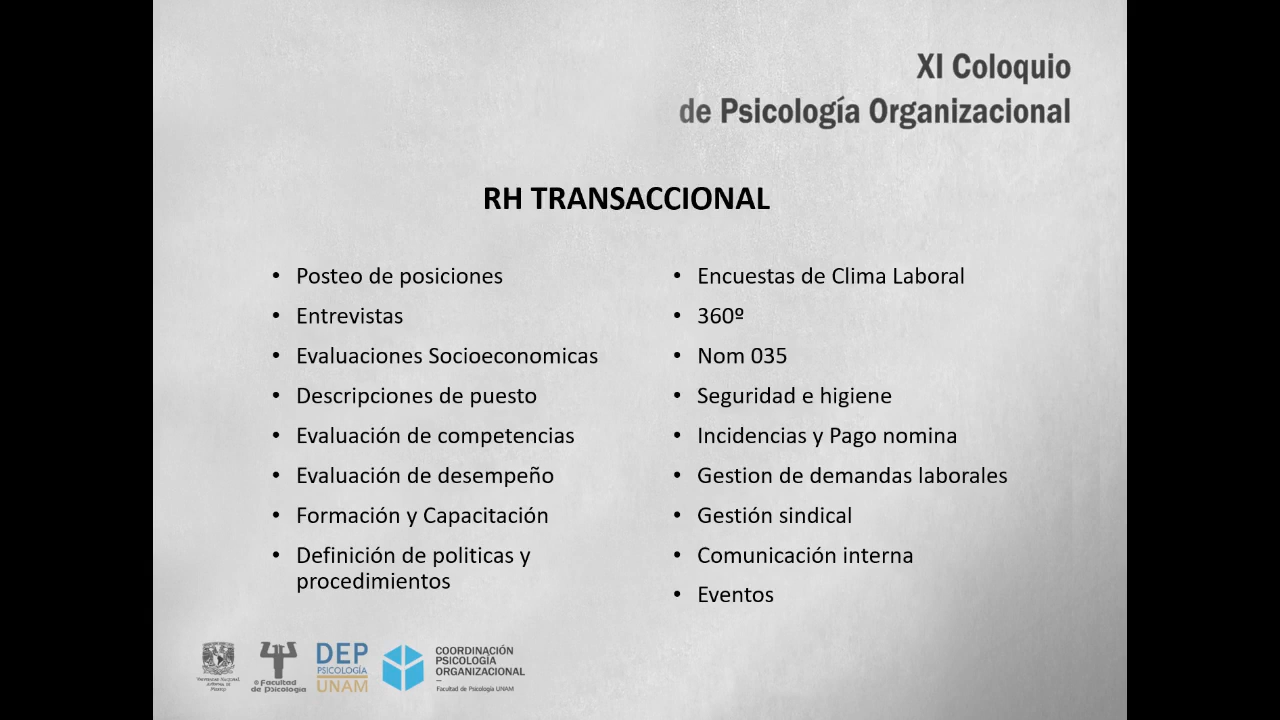 XI Coloquio
de Psicología Organizacional
RH TRANSACCIONAL
• Posteo de posiciones
• Entrevistas
• Evaluaciones Socioeconomicas
• Descripciones de puesto
• Evaluación de competencias
• Evaluación de desempeño
• Formación y Capacitación
• Definición de politicas y
procedimientos
• Encuestas de Clima Laboral
• 360º
• Nom 035
• Seguridad e higiene
• Incidencias y Pago nomina
• Gestion de demandas laborales
• Gestión sindical
• Comunicación interna
• Eventos
Facultad
de Psicología
DEP
PSICOLOGÍA
UNAM
COORDINACIÓN
PSICOLOGÍA
ORGANIZACIONAL
Facultad de Psicología UNAM